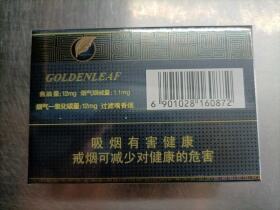 GOLDENLEAF
焦油量:12mg 烟气烟碱量:1.1mg
烟气一氧化碳量:12mg 过滤嘴香烟
6 901028 160872
吸烟有害健康
戒烟可减少对健康的危害